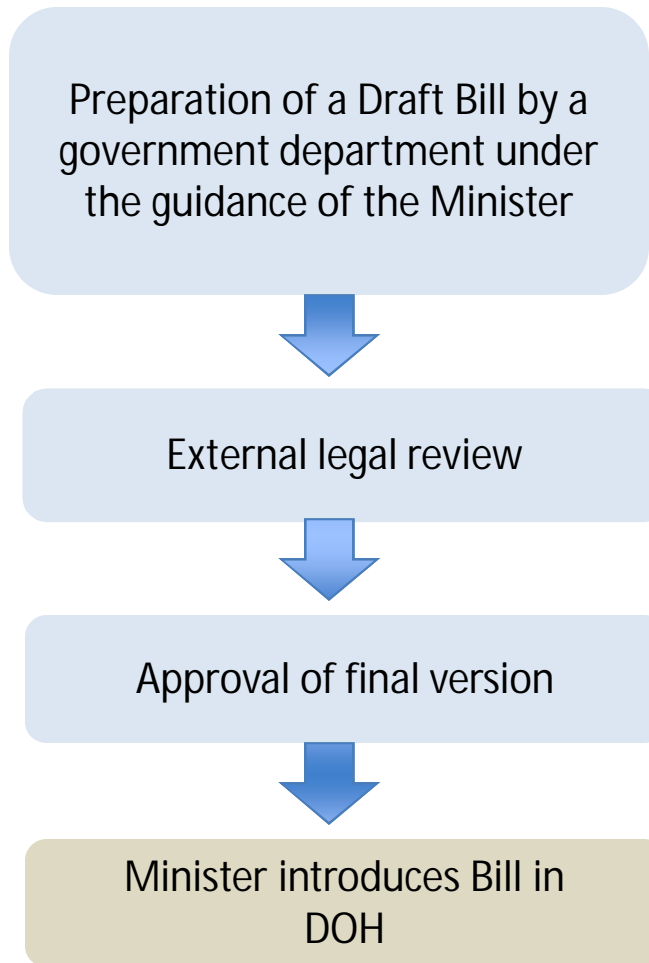 Preparation of a Draft Bill by a
government department under
the guidance of the Minister
External legal review
Approval of final version
Minister introduces Bill in
DOH